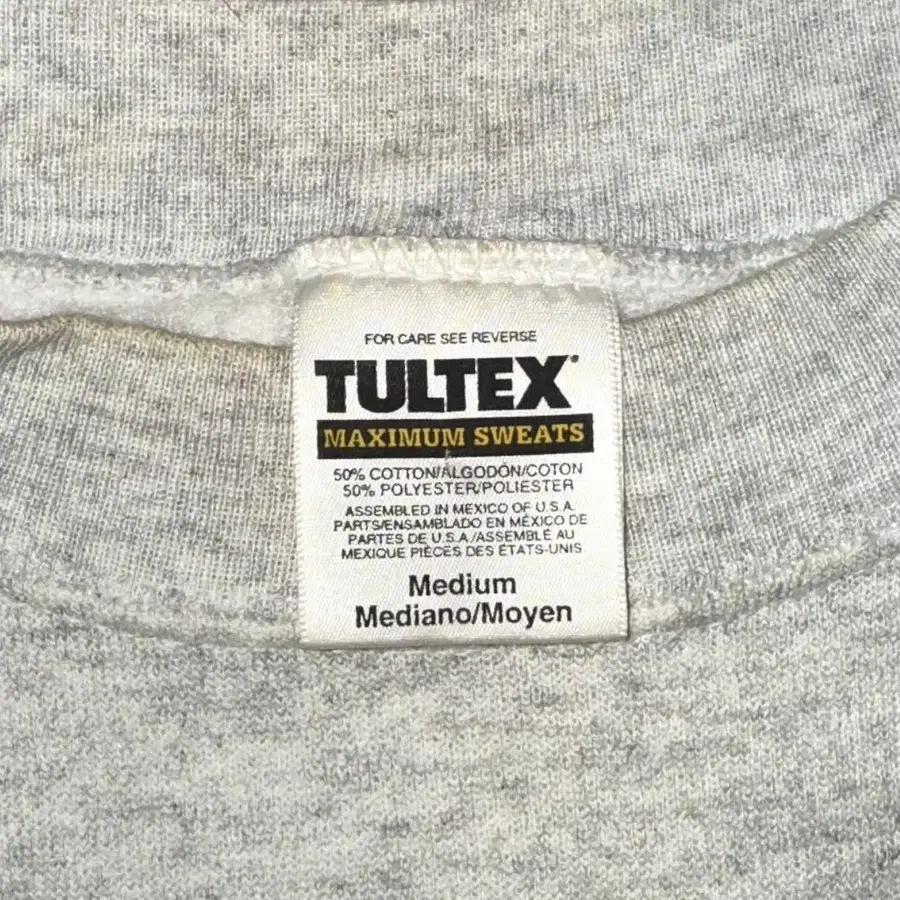 FOR CARE SEE REVERSE
TULTEX®
MAXIMUM SWEATS
50% COTTON/ALGODÓN/COTON
50% POLYESTER/POLIESTER
ASSEMBLED IN MEXICO OF U.S.A.
PARTS/ENSAMBLADO EN MÉXICO DE
PARTES DE U.S.A./ASSEMBLÉ AU
MEXIQUE PIÈCES DES ÉTATS-UNIS
Medium
Mediano/Moyen